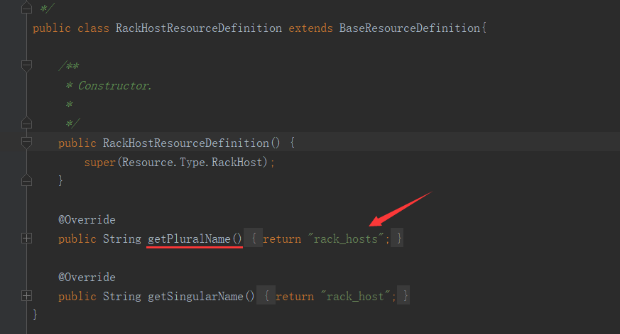 */
public class RackHostResourceDefinition extends BaseResourceDefinition{
/**
* Constructor.
*
*/
public RackHostResourceDefinition() {
super(Resource.Type.RackHost);
}
@Override
public String getPluralName() { return "rack_hosts"; }
@Override
public String getSingularName() { return "rack_host"; }
}